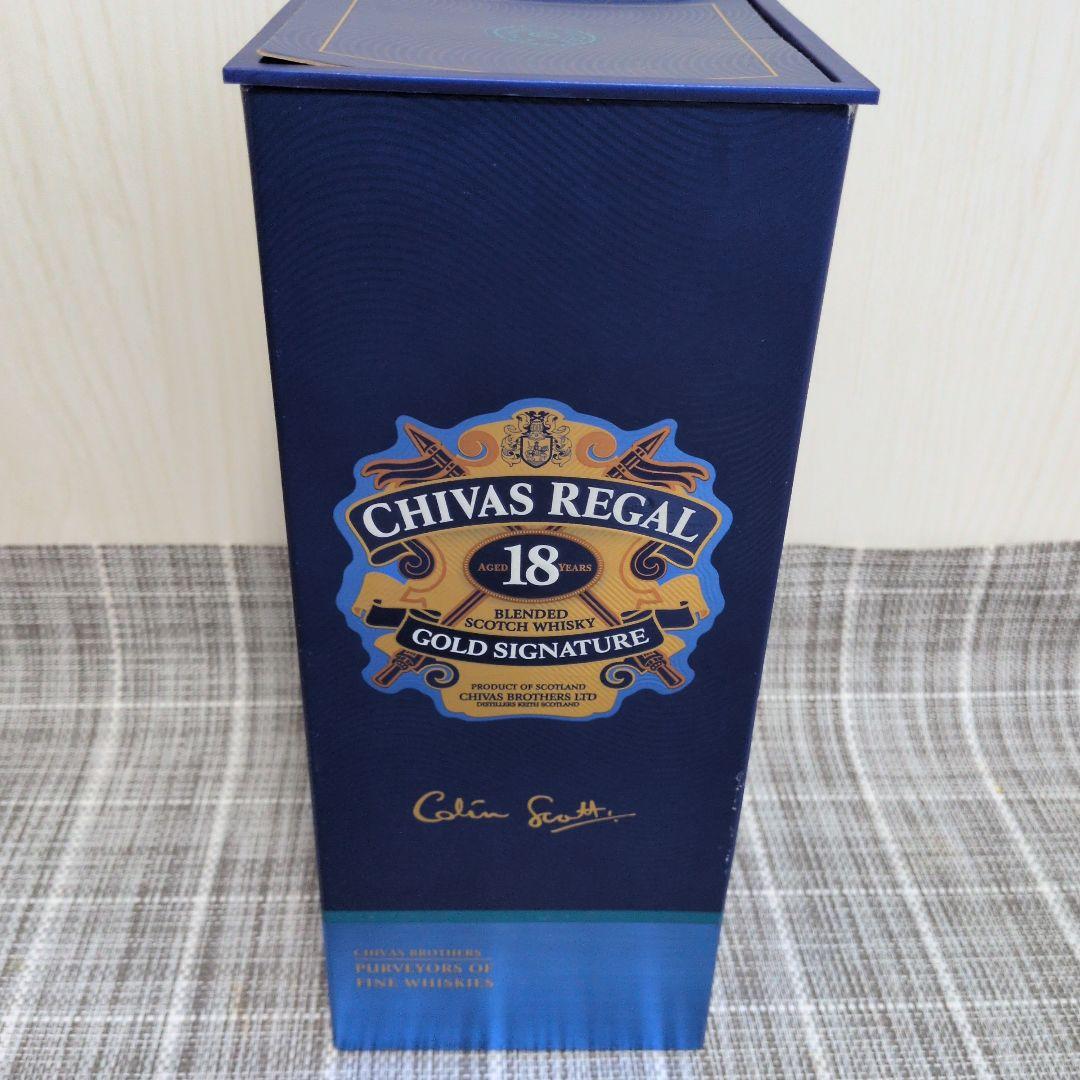 CHIVAS REGAL
AGED 18 YEARS
BLENDED
SCOTCH WHISKY
GOLD SIGNATURE
PRODUCT OF SCOTLAND
CHIVAS BROTHERS LTD
DISTILLERS KEITH SCOTLAND
Colin Scott.
CHIVAS BROTHERS
PURVEYORS OF
FINE WHISKIES